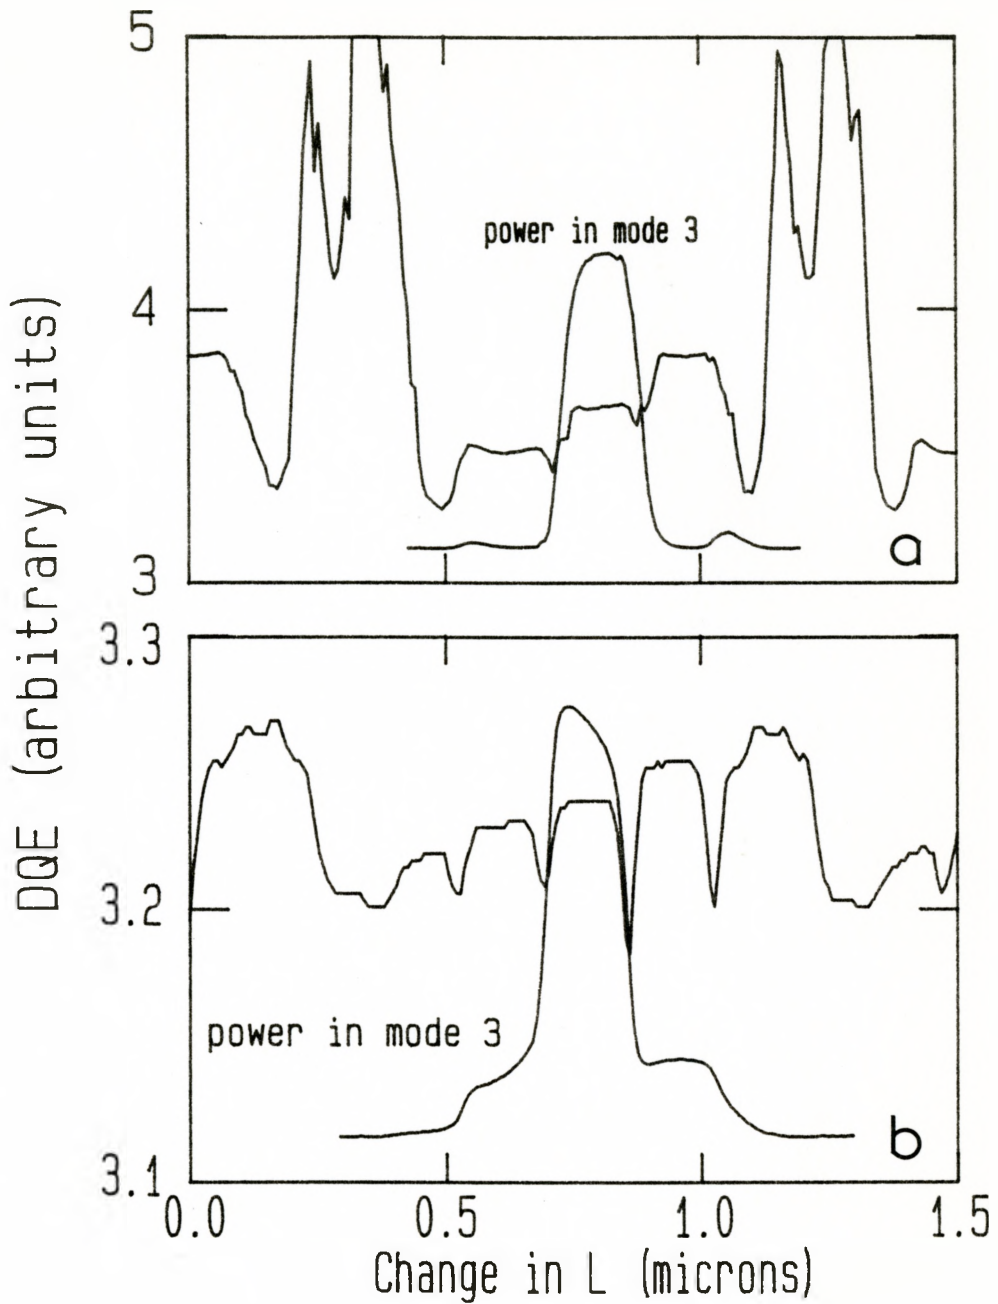 5
power in mode 3
4
a
3
DQE (arbitrary units)
3.3
3.2
power in mode 3
b
3.1
0.0 0.5 1.0 1.5
Change in L (microns)